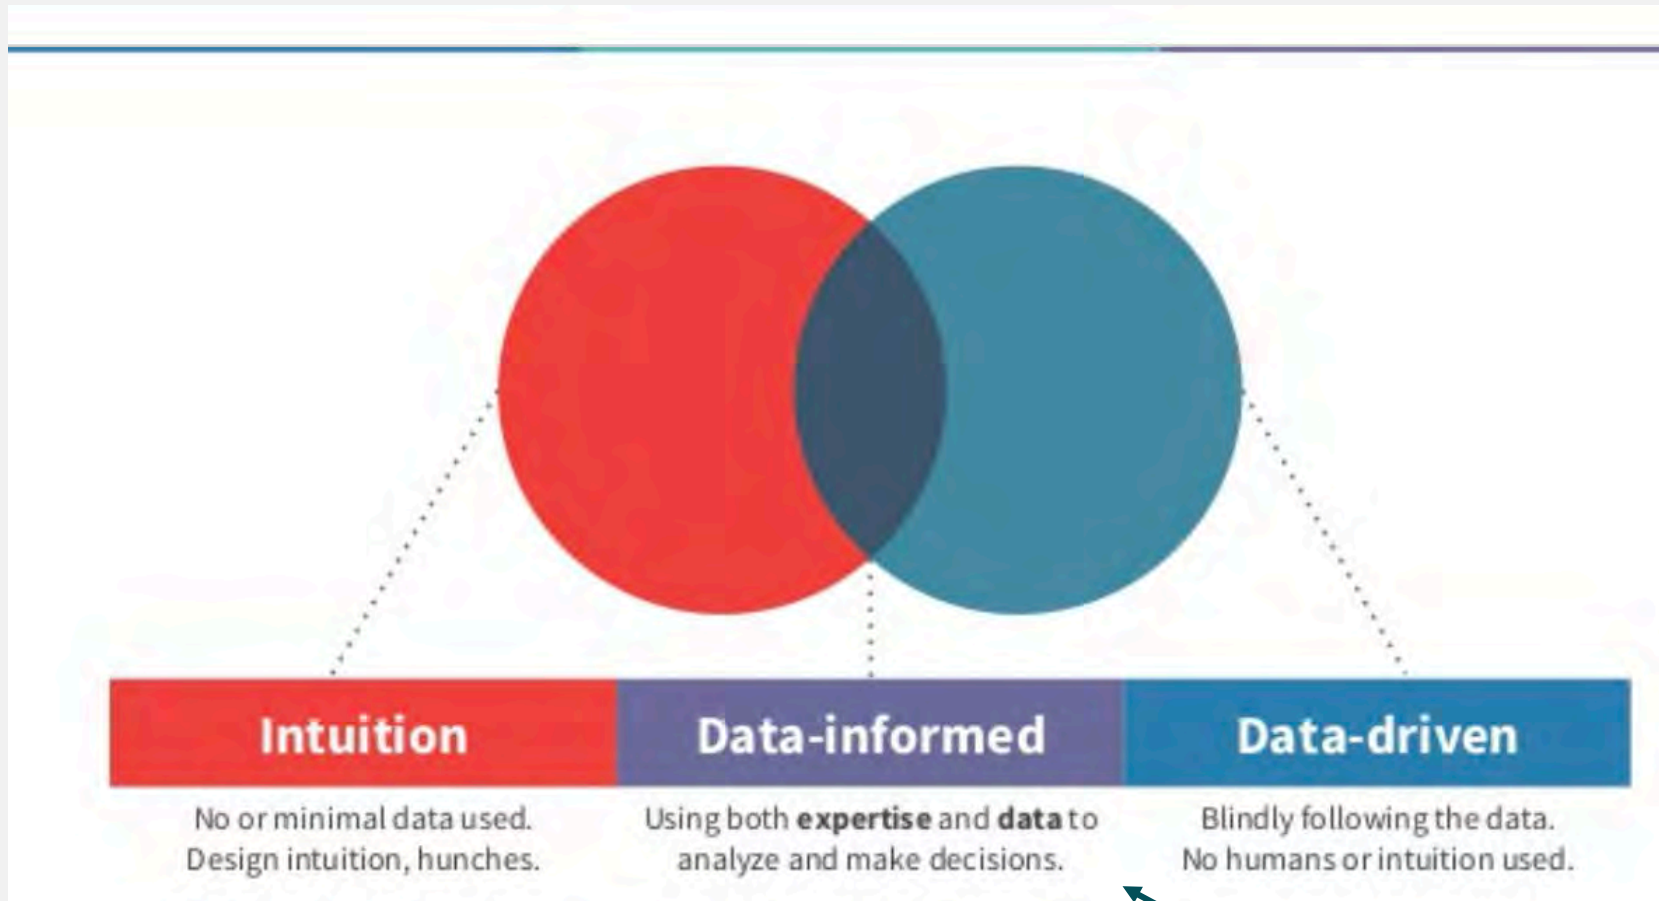 Intuition
No or minimal data used.
Design intuition, hunches.
Data-informed
Using both expertise and data to
analyze and make decisions.
Data-driven
Blindly following the data.
No humans or intuition used.